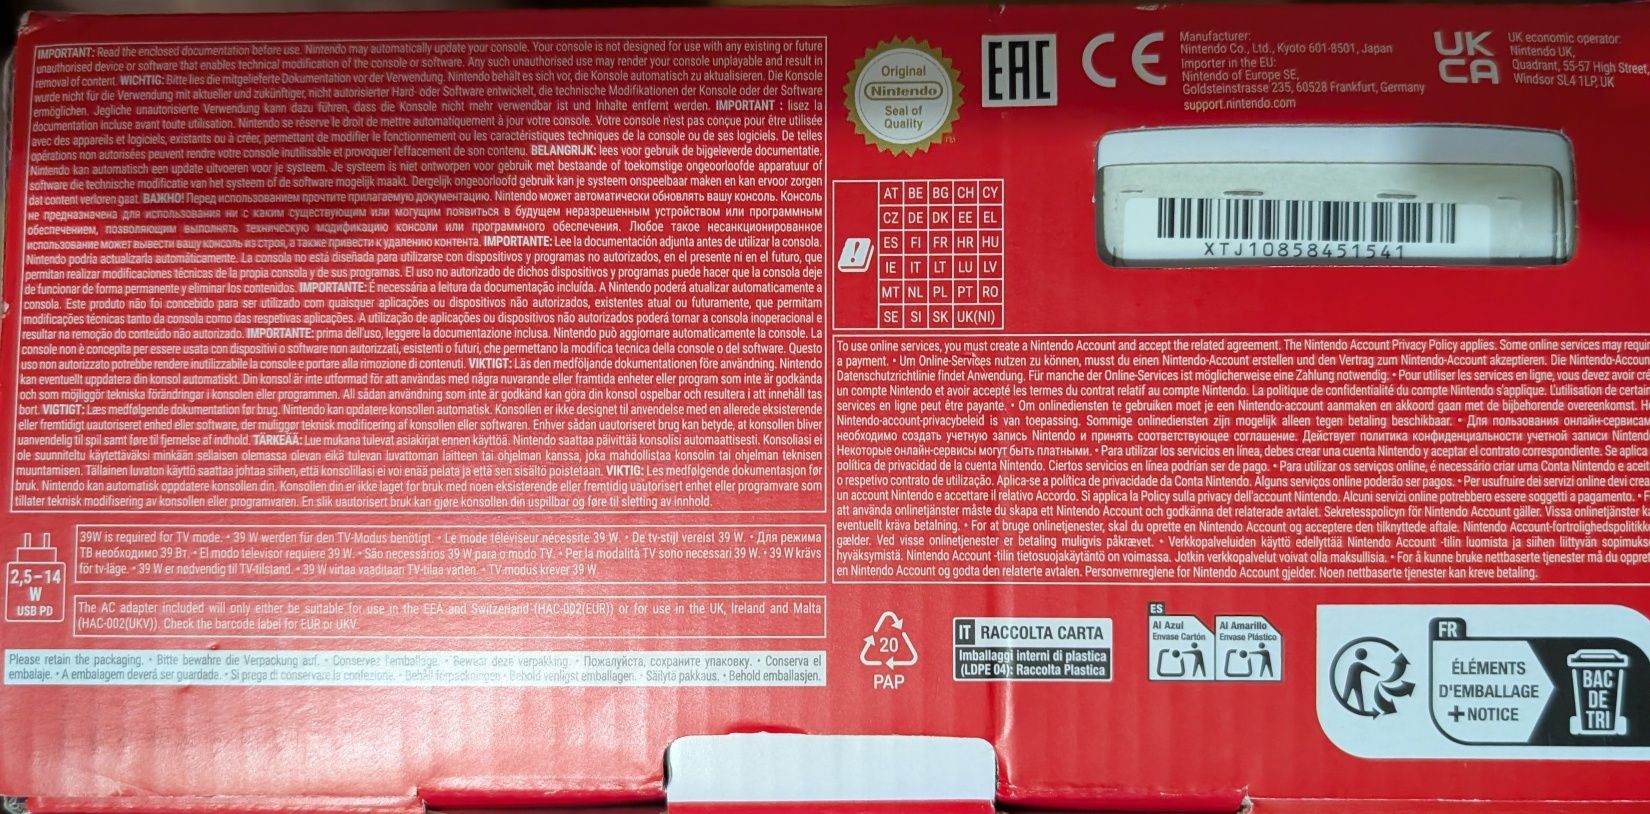 IMPORTANT: Read the enclosed documentation before use. Nintendo may automatically update your console. Your console is not designed for use with any existing or future
unauthorised device or software that enables technical modification of the console or software. Any such unauthorised use may render your console unplayable and result in
removal of content. WICHTIG: Bitte lies die mitgelieferte Dokumentation vor der Verwendung. Nintendo behält es sich vor, die Konsole automatisch zu aktualisieren. Die Konsole
wurde nicht für die Verwendung mit aktueller und zukünftiger, nicht autorisierter Hard- oder Software entwickelt, die technische Modifikationen der Konsole oder der Software
ermöglichen. Jegliche unautorisierte Verwendung kann dazu führen, dass die Konsole nicht mehr verwendbar ist und Inhalte entfernt werden. IMPORTANT : lisez la
documentation incluse avant toute utilisation. Nintendo se réserve le droit de mettre automatiquement à jour votre console. Votre console n'est pas conçue pour être utilisée
avec des appareils et logiciels, existants ou à créer, permettant de modifier le fonctionnement ou les caractéristiques techniques de la console ou de ses logiciels. De telles
opérations non autorisées peuvent rendre votre console inutilisable et provoquer l'effacement de son contenu. BELANGRIJK: lees voor gebruik de bijgeleverde documentatie.
Nintendo kan automatisch een update uitvoeren voor je systeem. Je systeem is niet ontworpen voor gebruik met bestaande of toekomstige ongeoorloofde apparatuur of
software die technische modificatie van het systeem of de software mogelijk maakt. Dergelijk ongeoorloofd gebruik kan je systeem onspeelbaar maken en kan ervoor zorgen
dat content verloren gaat. ВАЖНО! Перед использованием прочтите прилагаемую документацию. Nintendo может автоматически обновлять вашу консоль. Консоль
не предназначена для использования ни с каким существующим или могущим появиться в будущем неразрешенным устройством или программным
обеспечением, позволяющим выполнять техническую модификацию консоли или программного обеспечения. Любое такое несанкционированное
использование может вывести вашу консоль из строя, а также привести к удалению контента. IMPORTANTE: Lee la documentación adjunta antes de utilizar la consola.
Nintendo podría actualizarla automáticamente. La consola no está diseñada para utilizarse con dispositivos y programas no autorizados, en el presente ni en el futuro, que
permitan realizar modificaciones técnicas de la propia consola y de sus programas. El uso no autorizado de dichos dispositivos y programas puede hacer que la consola deje
de funcionar de forma permanente y eliminar los contenidos. IMPORTANTE: É necessária a leitura da documentação incluída. A Nintendo poderá atualizar automaticamente a
consola. Este produto não foi concebido para ser utilizado com quaisquer aplicações ou dispositivos não autorizados, existentes atual ou futuramente, que permitam
modificações técnicas tanto da consola como das respetivas aplicações. A utilização de aplicações ou dispositivos não autorizados poderá tornar a consola inoperacional e
resultar na remoção do conteúdo não autorizado. IMPORTANTE: prima dell'uso, leggere la documentazione inclusa. Nintendo può aggiornare automaticamente la console. La
console non è concepita per essere usata con dispositivi o software non autorizzati, esistenti o futuri, che permettano la modifica tecnica della console o del software. Questo
uso non autorizzato potrebbe rendere inutilizzabile la console e portare alla rimozione di contenuti. VIKTIGT: Läs den medföljande dokumentationen före användning. Nintendo
kan eventuellt uppdatera din konsol automatiskt. Din konsol är inte utformad för att användas med några nuvarande eller framtida enheter eller program som inte är godkända
och som möjliggör tekniska förändringar i konsolen eller programmen. All sådan användning som inte är godkänd kan göra din konsol ospelbar och resultera i att innehåll tas
bort. VIGTIGT: Læs medfølgende dokumentation før brug. Nintendo kan opdatere konsollen automatisk. Konsollen er ikke designet til anvendelse med en allerede eksisterende
eller fremtidigt uautoriseret enhed eller software, der muliggør teknisk modificering af konsollen eller softwaren. Enhver sådan uautoriseret brug kan betyde, at konsollen bliver
uanvendelig til spil samt føre til fjernelse af indhold. TÄRKEÄÄ: Lue mukana tulevat asiakirjat ennen käyttöä. Nintendo saattaa päivittää konsolisi automaattisesti. Konsoliasi ei
ole suunniteltu käytettäväksi minkään sellaisen olemassa olevan eikä tulevan luvattoman laitteen tai ohjelman kanssa, joka mahdollistaa konsolin tai ohjelman teknisen
muuntamisen. Tällainen luvaton käyttö saattaa johtaa siihen, että konsolillasi ei voi enää pelata ja että sen sisältö poistetaan. VIKTIG: Les medfølgende dokumentasjon før
bruk. Nintendo kan automatisk oppdatere konsollen din. Konsollen din er ikke laget for bruk med noen eksisterende eller fremtidig uautorisert enhet eller programvare som
tillater teknisk modifisering av konsollen eller programvaren. En slik uautorisert bruk kan gjøre konsollen din uspillbar og føre til sletting av innhold.
2,5–14
W
USB PD
39W is required for TV mode. • 39 W werden für den TV-Modus benötigt. • Le mode téléviseur nécessite 39 W. • De tv-stijl vereist 39 W. • Для режима
ТВ необходимо 39 Вт. • El modo televisor requiere 39 W. • São necessários 39 W para o modo TV. • Per la modalità TV sono necessari 39 W. • 39 W krävs
för tv-läge. • 39 W er nødvendig til TV-tilstand. • 39 W virtaa vaaditaan TV-tilaa varten. • TV-modus krever 39 W.
The AC adapter included will only either be suitable for use in the EEA and Switzerland (HAC-002(EUR)) or for use in the UK, Ireland and Malta
(HAC-002(UKV)). Check the barcode label for EUR or UKV.
Please retain the packaging. • Bitte bewahre die Verpackung auf. • Conservez l'emballage. • Bewaar deze verpakking. • Пожалуйста, сохраните упаковку. • Conserva el
embalaje. • A embalagem deverá ser guardada. • Si prega di conservare la confezione. • Behåll förpackningen. • Behold venligst emballagen. • Säilytä pakkaus. • Behold emballasjen.
Original
Nintendo
Seal of
Quality
EAC
CE
Manufacturer:
Nintendo Co., Ltd., Kyoto 601-8501, Japan
Importer in the EU:
Nintendo of Europe SE,
Goldsteinstrasse 235, 60528 Frankfurt, Germany
support.nintendo.com
UK
CA
UK economic operator:
Nintendo UK,
Quadrant, 55-57 High Street,
Windsor SL4 1LP, UK
XTJ10858451541
AT BE BG CH CY
CZ DE DK EE EL
ES FI FR HR HU
IE IT LT LU LV
MT NL PL PT RO
SE SI SK UK(NI)
To use online services, you must create a Nintendo Account and accept the related agreement. The Nintendo Account Privacy Policy applies. Some online services may requir
a payment. • Um Online-Services nutzen zu können, musst du einen Nintendo-Account erstellen und den Vertrag zum Nintendo-Account akzeptieren. Die Nintendo-Accoun
Datenschutzrichtlinie findet Anwendung. Für manche der Online-Services ist möglicherweise eine Zahlung notwendig. • Pour utiliser les services en ligne, vous devez avoir cré
un compte Nintendo et avoir accepté les termes du contrat relatif au compte Nintendo. La politique de confidentialité du compte Nintendo s'applique. L'utilisation de certain
services en ligne peut être payante. • Om onlinediensten te gebruiken moet je een Nintendo-account aanmaken en akkoord gaan met de bijbehorende overeenkomst. He
Nintendo-account-privacybeleid is van toepassing. Sommige onlinediensten zijn mogelijk alleen tegen betaling beschikbaar. • Для пользования онлайн-сервисам
необходимо создать учетную запись Nintendo и принять соответствующее соглашение. Действует политика конфиденциальности учетной записи Ninten
Некоторые онлайн-сервисы могут быть платными. • Para utilizar los servicios en línea, debes crear una cuenta Nintendo y aceptar el contrato correspondiente. Se aplica
política de privacidad de la cuenta Nintendo. Ciertos servicios en línea podrían ser de pago. • Para utilizar os serviços online, é necessário criar uma Conta Nintendo e acei
o respetivo contrato de utilização. Aplica-se a política de privacidade da Conta Nintendo. Alguns serviços online poderão ser pagos. • Per usufruire dei servizi online devi crea
un account Nintendo e accettare il relativo Accordo. Si applica la Policy sulla privacy dell'account Nintendo. Alcuni servizi online potrebbero essere soggetti a pagamento. • F
att använda onlinetjänster måste du skapa ett Nintendo Account och godkänna det relaterade avtalet. Sekretesspolicyn för Nintendo Account gäller. Vissa onlinetjänster ka
eventuellt kräva betalning. • For at bruge onlinetjenester, skal du oprette en Nintendo Account og acceptere den tilknyttede aftale. Nintendo Account-fortrolighedspolitikk
gælder. Ved visse onlinetjenester er betaling muligvis påkrævet. • Verkkopalveluiden käyttö edellyttää Nintendo Account -tilin luomista ja siihen liittyvän sopimukse
hyväksymistä. Nintendo Account -tilin tietosuojakäytäntö on voimassa. Jotkin verkkopalvelut voivat olla maksullisia. • For å kunne bruke nettbaserte tjenester må du oppret
en Nintendo Account og godta den relaterte avtalen. Personvernreglene for Nintendo Account gjelder. Noen nettbaserte tjenester kan kreve betaling.
20
PAP
IT RACCOLTA CARTA
Imballaggi interni di plastica
(LDPE 04): Raccolta Plastica
ES
Al Azul
Envase Cartón
Al Amarillo
Envase Plástico
FR
ÉLÉMENTS
D'EMBALLAGE
+ NOTICE
BAC
DE
TRI